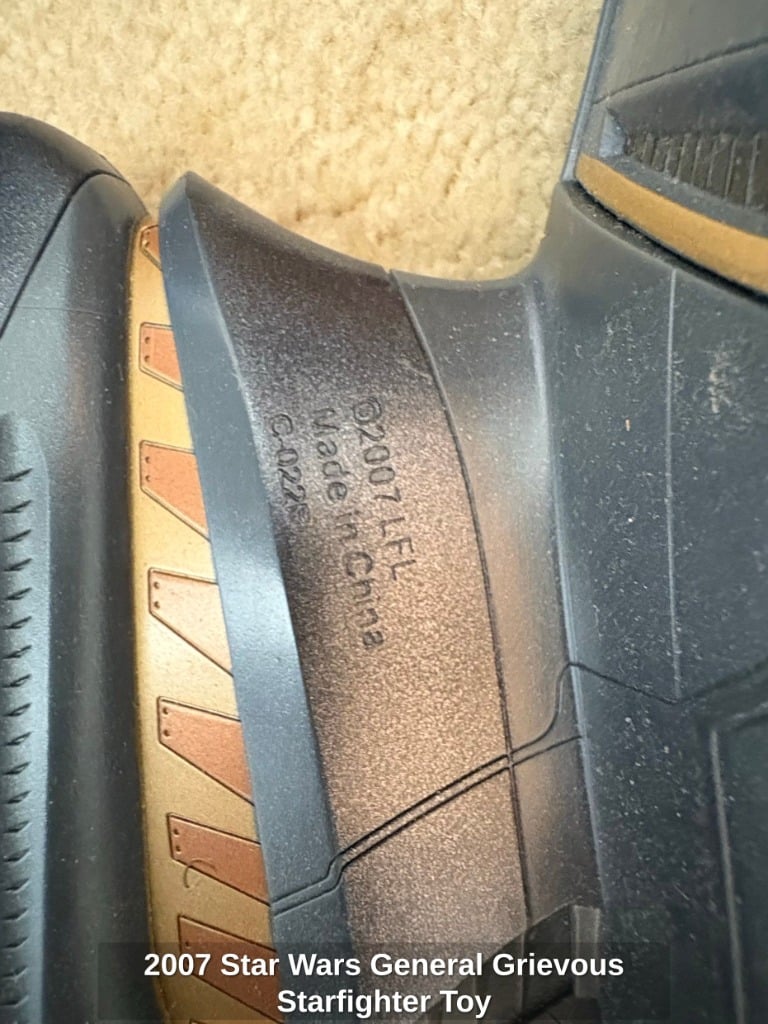 ©2007 LFL
Made in China
2007 Star Wars General Grievous
Starfighter Toy